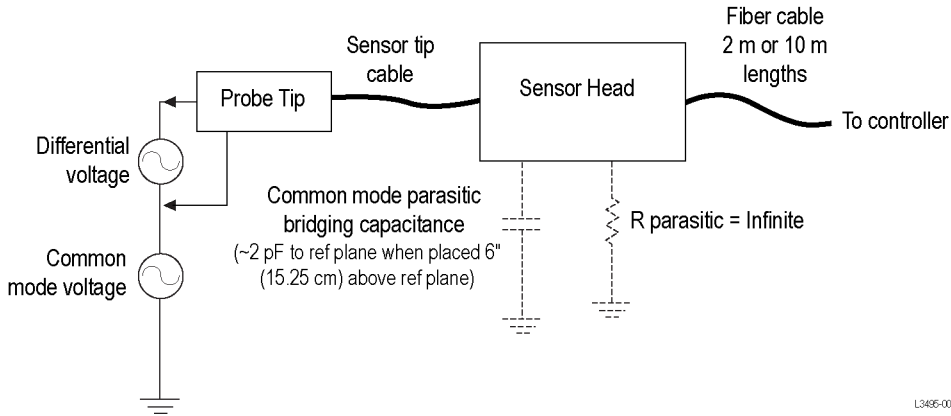 Fiber cable
2 m or 10 m
lengths
Sensor tip
cable
Probe Tip
Sensor Head
To controller
Differential
voltage
Common mode parasitic
bridging capacitance
(~2 pF to ref plane when placed 6"
(15.25 cm) above ref plane)
R parasitic = Infinite
Common
mode voltage
L3495-00